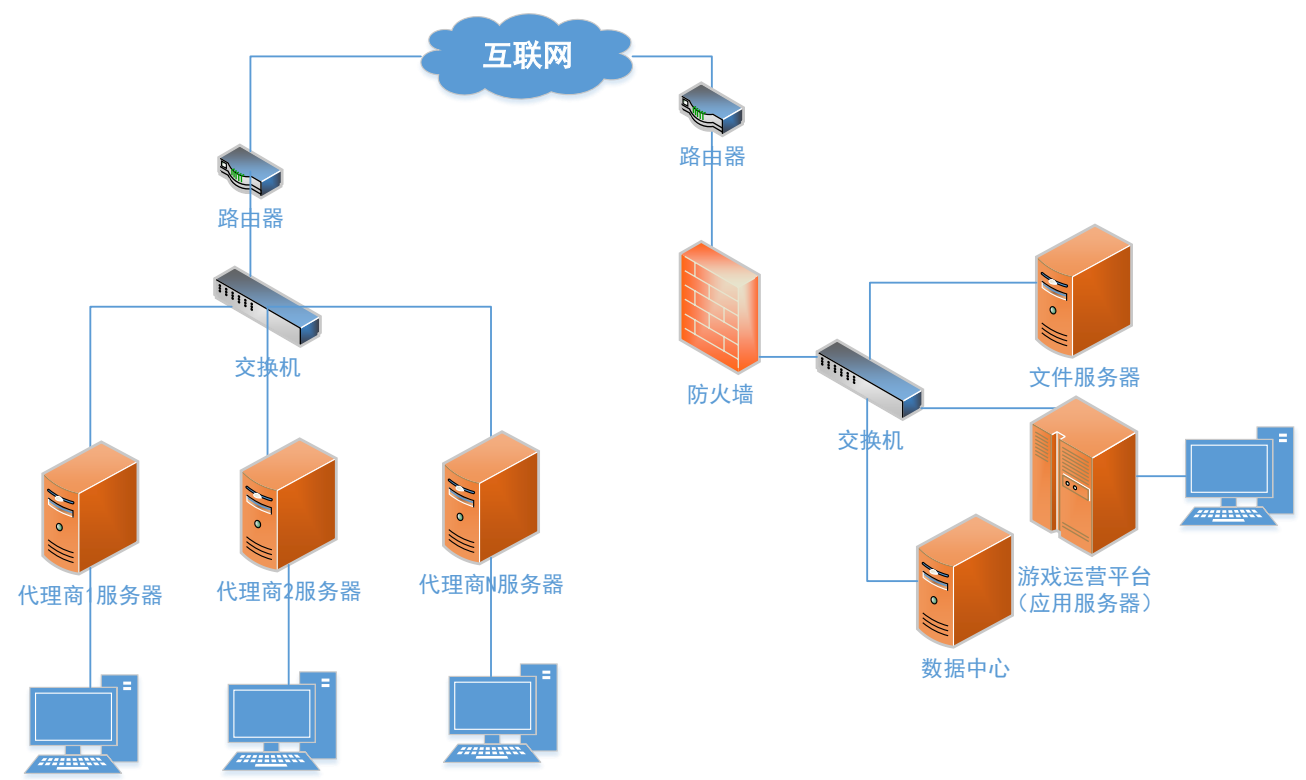 互联网
路由器
路由器
交换机
防火墙
文件服务器
交换机
代理商1服务器
代理商2服务器
代理商N服务器
游戏运营平台
（应用服务器）
数据中心